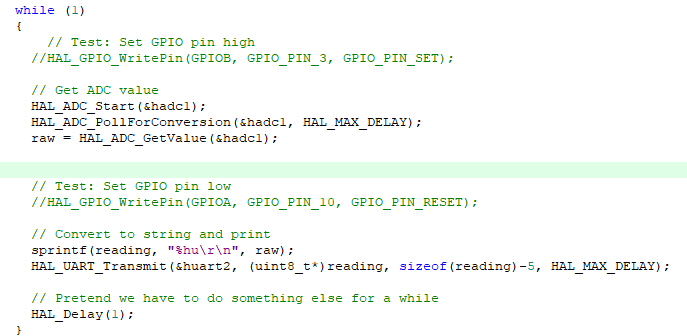 while (1)
{
// Test: Set GPIO pin high
//HAL_GPIO_WritePin(GPIOB, GPIO_PIN_3, GPIO_PIN_SET);
// Get ADC value
HAL_ADC_Start(&hadc1);
HAL_ADC_PollForConversion(&hadc1, HAL_MAX_DELAY);
raw = HAL_ADC_GetValue(&hadc1);
// Test: Set GPIO pin low
//HAL_GPIO_WritePin(GPIOA, GPIO_PIN_10, GPIO_PIN_RESET);
// Convert to string and print
sprintf(reading, "%hu\r\n", raw);
HAL_UART_Transmit(&huart2, (uint8_t*)reading, sizeof(reading)-5, HAL_MAX_DELAY);
// Pretend we have to do something else for a while
HAL_Delay(1);
}